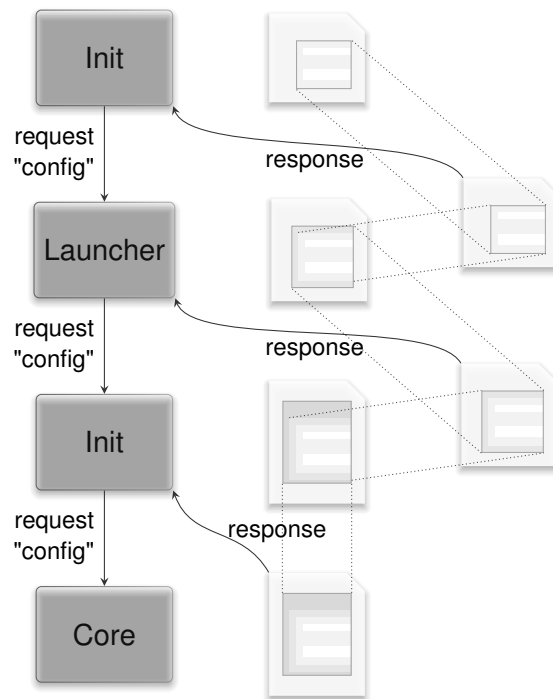 Init
request
"config"
response
Launcher
request
"config"
response
Init
request
"config"
response
Core